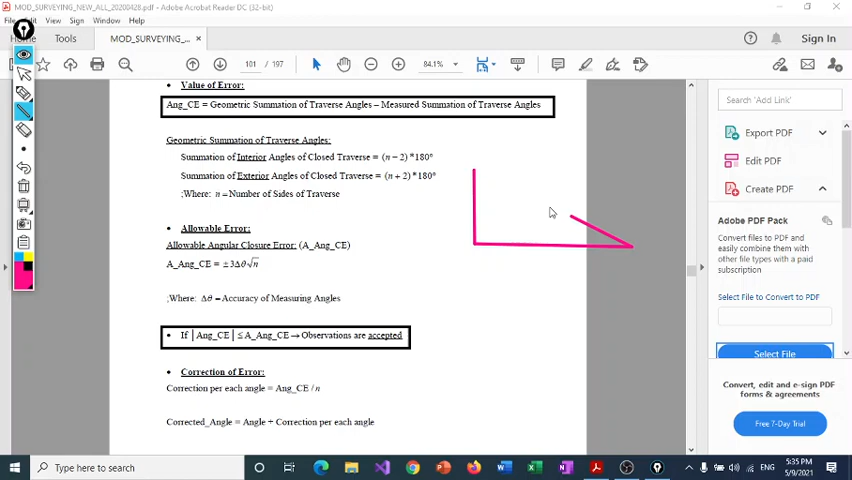 MOD_SURVEYING_NEW_ALL_20200428.pdf - Adobe Acrobat Reader DC (32-bit)
File Edit View Sign Window Help
Home Tools MOD_SURVEYING_... × Sign In
101 / 197 84.1%
• Value of Error:
Ang_CE = Geometric Summation of Traverse Angles – Measured Summation of Traverse Angles
Geometric Summation of Traverse Angles:
Summation of Interior Angles of Closed Traverse = (n − 2) *180°
Summation of Exterior Angles of Closed Traverse = (n + 2) *180°
;Where: n = Number of Sides of Traverse
• Allowable Error:
Allowable Angular Closure Error: (A_Ang_CE)
A_Ang_CE = ±3Δθ√n
;Where: Δθ = Accuracy of Measuring Angles
• If |Ang_CE| ≤ A_Ang_CE → Observations are accepted
• Correction of Error:
Correction per each angle = Ang_CE / n
Corrected_Angle = Angle + Correction per each angle
Search 'Add Link'
Export PDF
Edit PDF
Create PDF
Adobe PDF Pack
Convert files to PDF and
easily combine them with
other file types with a paid
subscription
Select File to Convert to PDF
Select File
Convert, edit and e-sign PDF
forms & agreements
Free 7-Day Trial
Type here to search
ENG
5:35 PM
5/9/2021